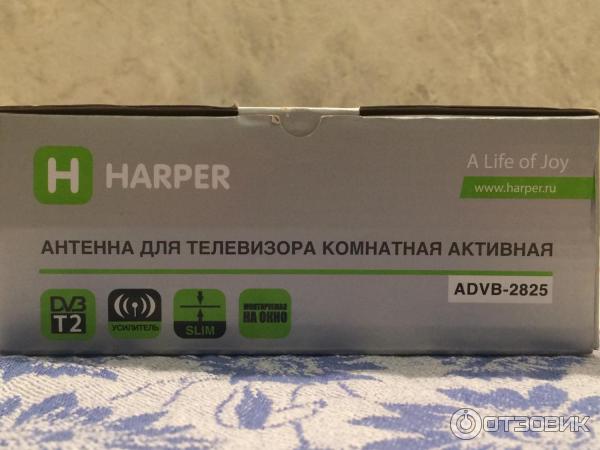 H HARPER
A Life of Joy
www.harper.ru
АНТЕННА ДЛЯ ТЕЛЕВИЗОРА КОМНАТНАЯ АКТИВНАЯ
ADVB-2825
DVB
T2
УСИЛИТЕЛЬ
SLIM
МОНТИРУЕМАЯ
НА ОКНО
ОТЗОВИК